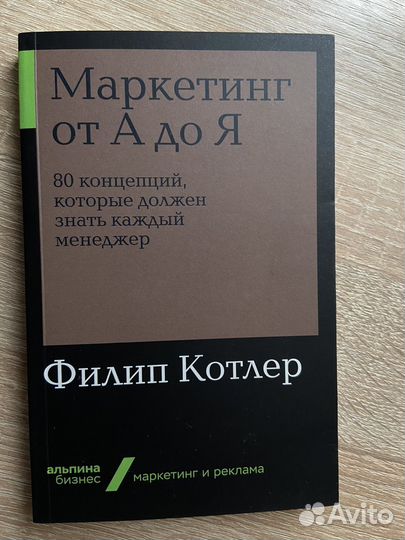 Маркетинг
от А до Я
80 концепций,
которые должен
знать каждый
менеджер
Филип Котлер
альпина
бизнес
маркетинг и реклама
Avito